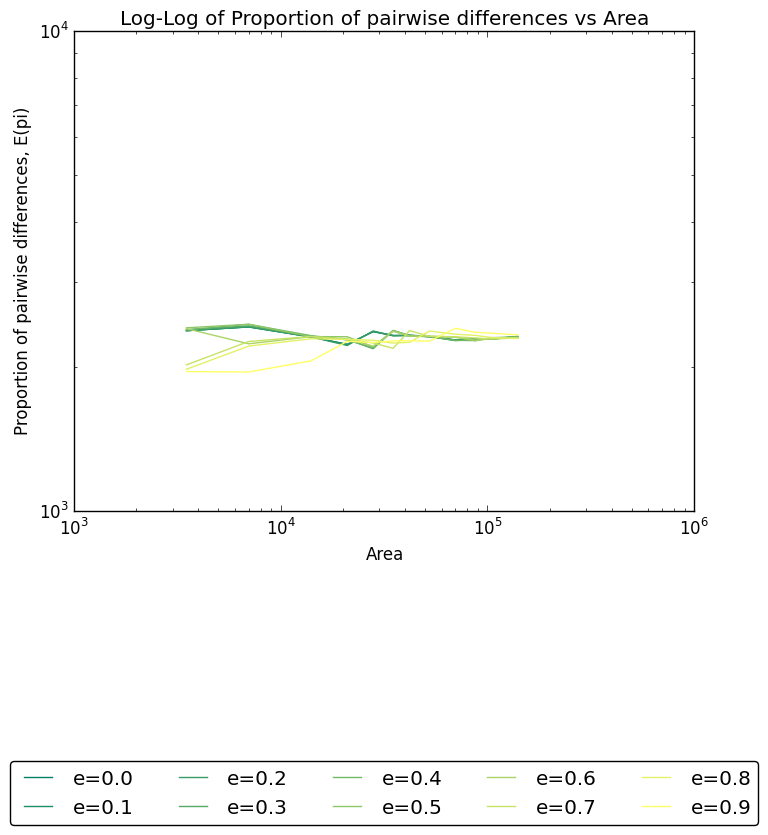 Log-Log of Proportion of pairwise differences vs Area
10^4
Proportion of pairwise differences, E(pi)
10^3
10^3 10^4 10^5 10^6
Area
e=0.0 e=0.2 e=0.4 e=0.6 e=0.8
e=0.1 e=0.3 e=0.5 e=0.7 e=0.9